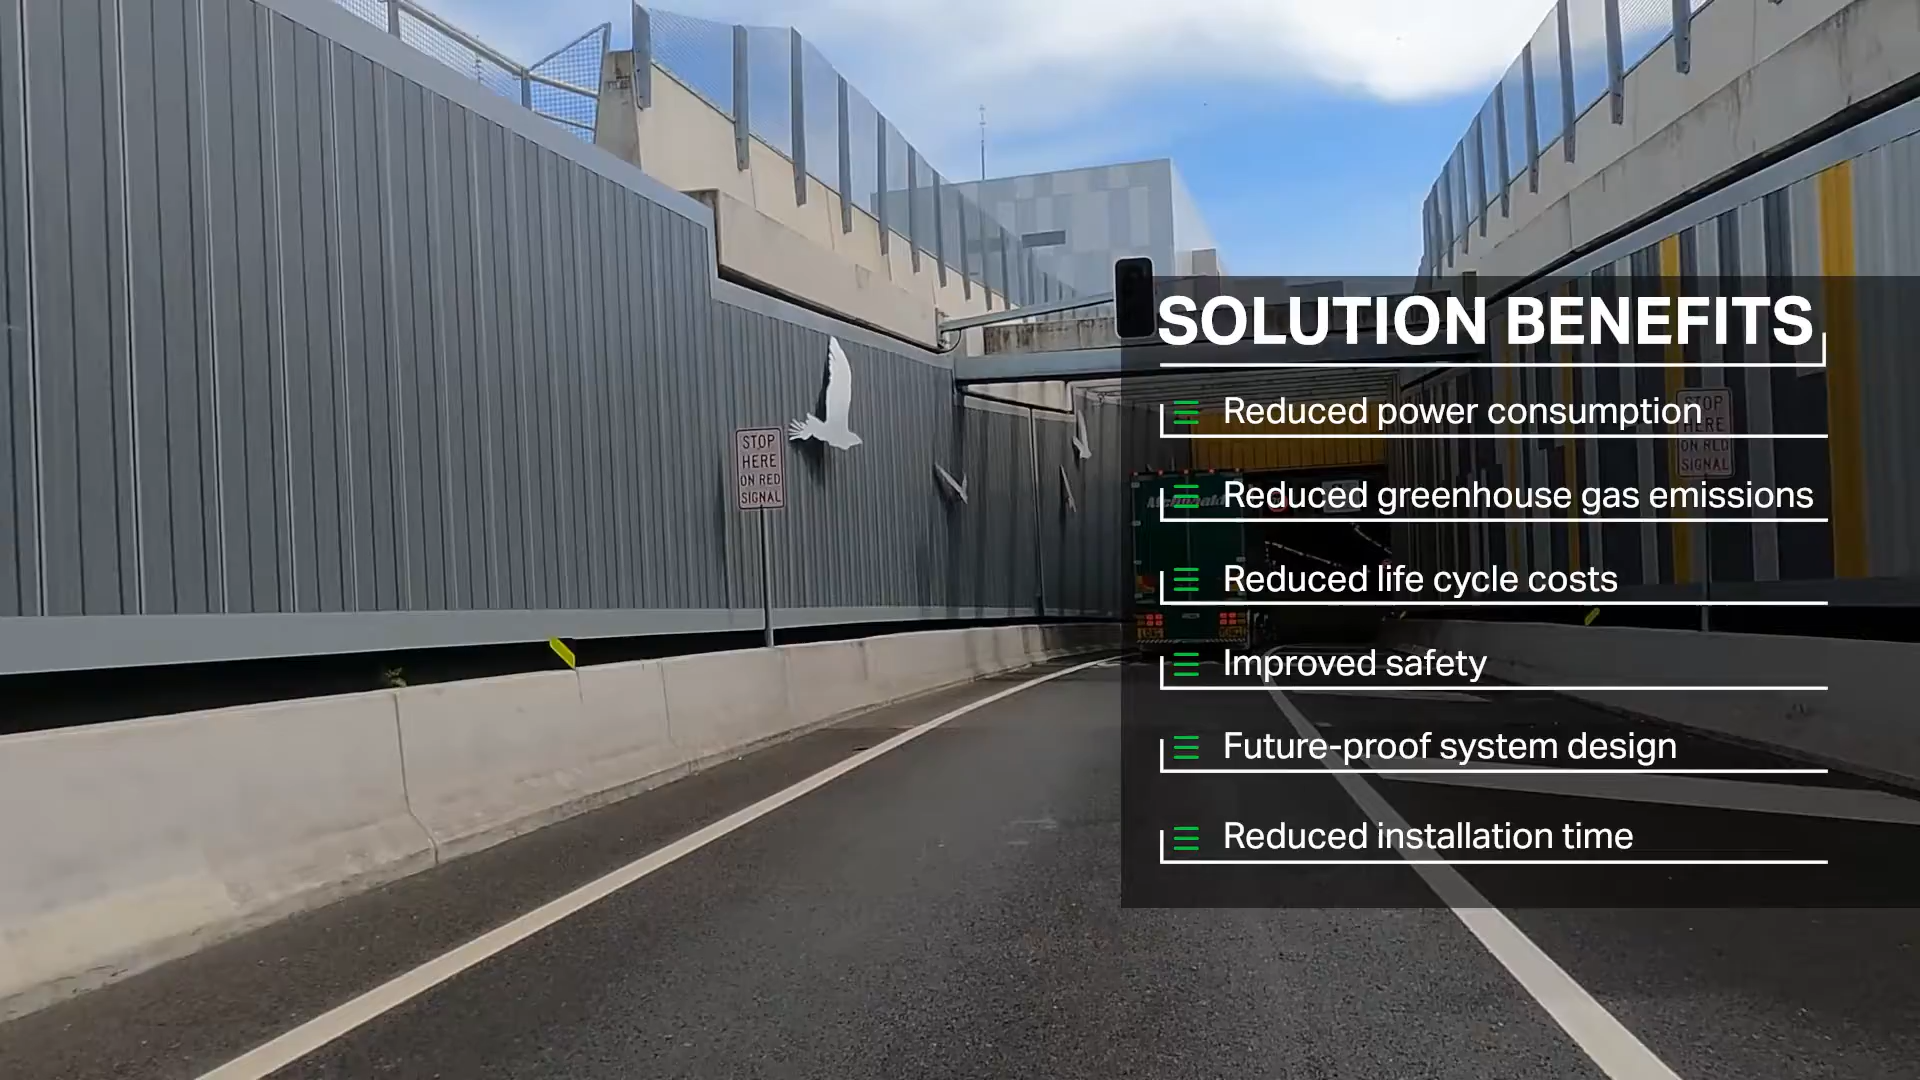 SOLUTION BENEFITS
Reduced power consumption
Reduced greenhouse gas emissions
Reduced life cycle costs
Improved safety
Future-proof system design
Reduced installation time
STOP
HERE
ON RED
SIGNAL
STOP
HERE
ON RED
SIGNAL